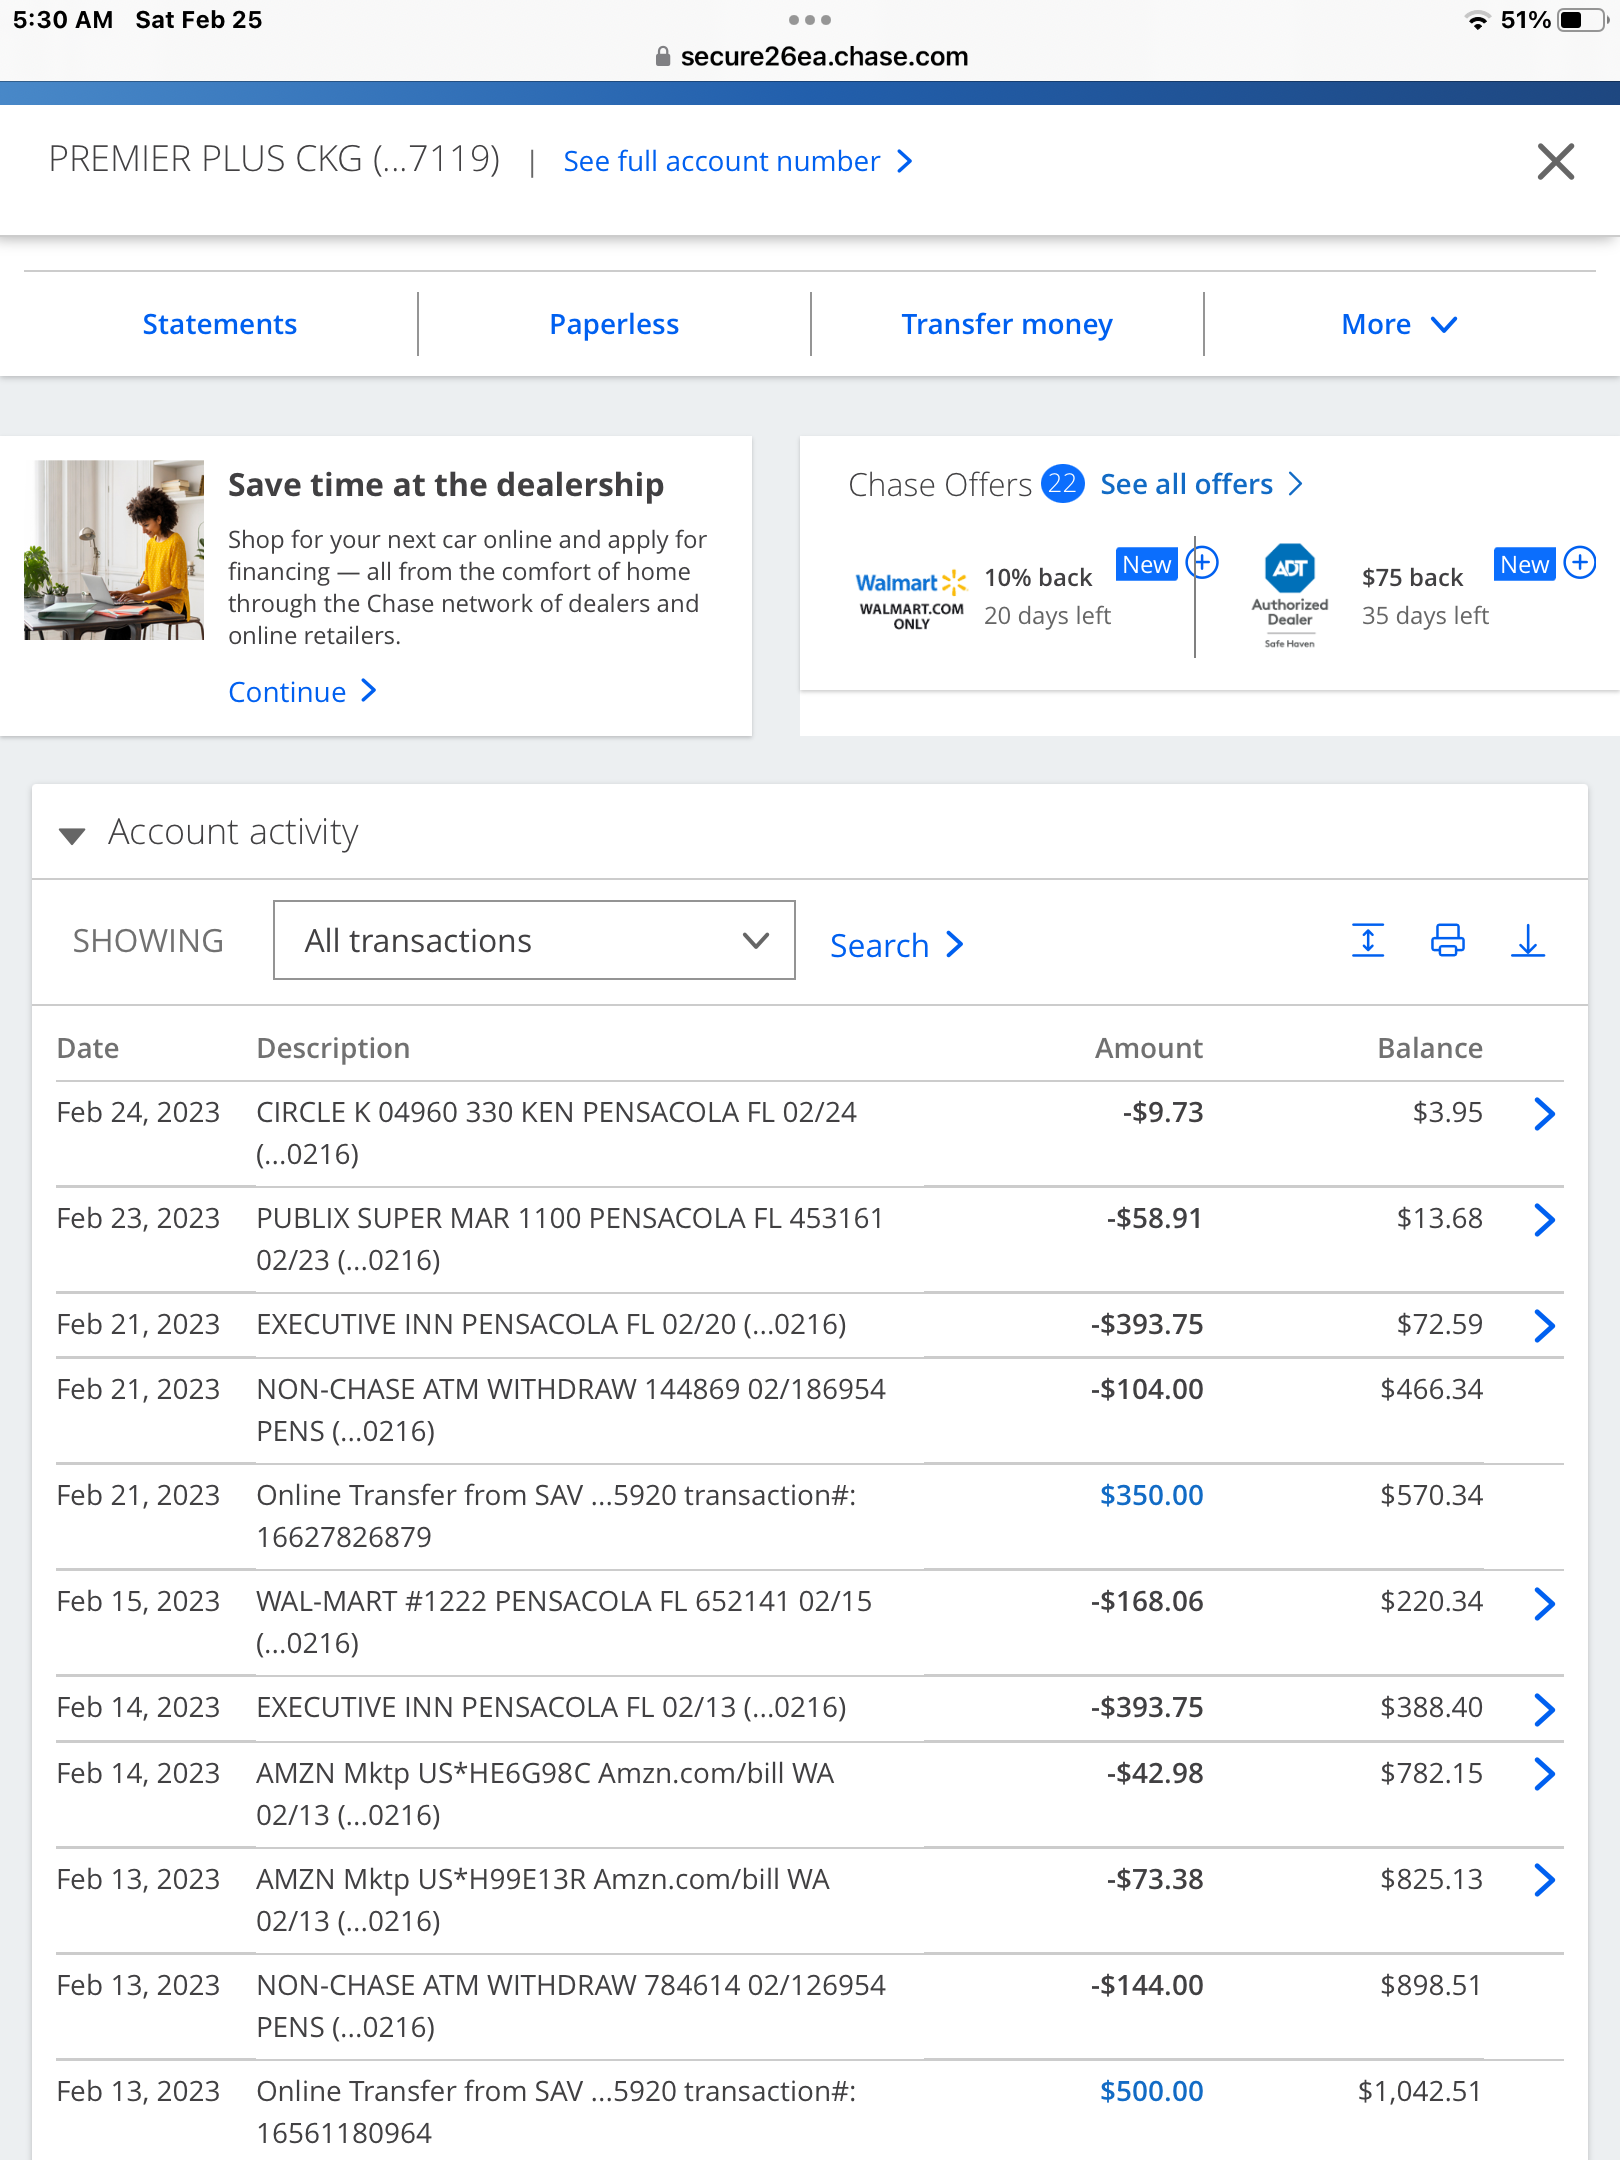 5:30 AM Sat Feb 25
51%
secure26ea.chase.com
PREMIER PLUS CKG (...7119) | See full account number
Statements
Paperless
Transfer money
More
Save time at the dealership
Shop for your next car online and apply for
financing — all from the comfort of home
through the Chase network of dealers and
online retailers.
Continue
Chase Offers 22 See all offers
Walmart
WALMART.COM
ONLY
10% back
20 days left
New
ADT
Authorized
Dealer
Safe Haven
$75 back
35 days left
New
Account activity
SHOWING
All transactions
Search
Date Description Amount Balance
Feb 24, 2023 CIRCLE K 04960 330 KEN PENSACOLA FL 02/24 -$9.73 $3.95
(...0216)
Feb 23, 2023 PUBLIX SUPER MAR 1100 PENSACOLA FL 453161 -$58.91 $13.68
02/23 (...0216)
Feb 21, 2023 EXECUTIVE INN PENSACOLA FL 02/20 (...0216) -$393.75 $72.59
Feb 21, 2023 NON-CHASE ATM WITHDRAW 144869 02/186954 -$104.00 $466.34
PENS (...0216)
Feb 21, 2023 Online Transfer from SAV ...5920 transaction#: $350.00 $570.34
16627826879
Feb 15, 2023 WAL-MART #1222 PENSACOLA FL 652141 02/15 -$168.06 $220.34
(...0216)
Feb 14, 2023 EXECUTIVE INN PENSACOLA FL 02/13 (...0216) -$393.75 $388.40
Feb 14, 2023 AMZN Mktp US*HE6G98C Amzn.com/bill WA -$42.98 $782.15
02/13 (...0216)
Feb 13, 2023 AMZN Mktp US*H99E13R Amzn.com/bill WA -$73.38 $825.13
02/13 (...0216)
Feb 13, 2023 NON-CHASE ATM WITHDRAW 784614 02/126954 -$144.00 $898.51
PENS (...0216)
Feb 13, 2023 Online Transfer from SAV ...5920 transaction#: $500.00 $1,042.51
16561180964